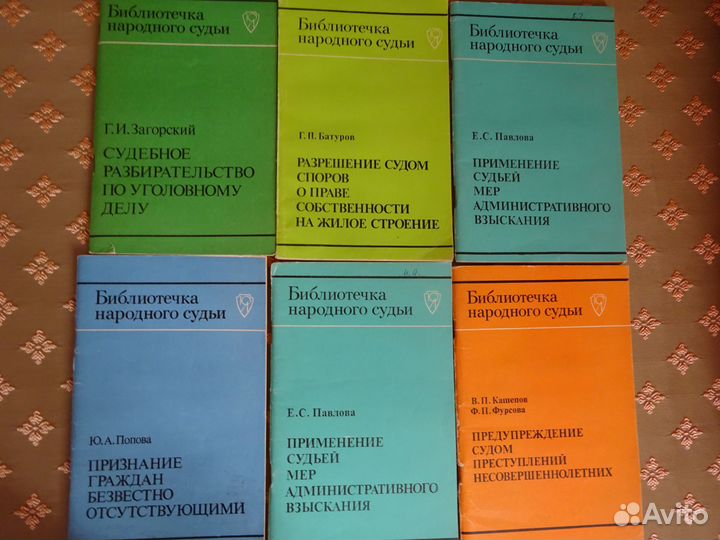 Библиотечка
народного судьи
Г.И.Загорский
СУДЕБНОЕ
РАЗБИРАТЕЛЬСТВО
ПО УГОЛОВНОМУ
ДЕЛУ
Библиотечка
народного судьи
Г.П.Батуров
РАЗРЕШЕНИЕ СУДОМ
СПОРОВ
О ПРАВЕ
СОБСТВЕННОСТИ
НА ЖИЛОЕ СТРОЕНИЕ
Библиотечка
народного судьи
Е.С.Павлова
ПРИМЕНЕНИЕ
СУДЬЕЙ
МЕР
АДМИНИСТРАТИВНОГО
ВЗЫСКАНИЯ
Библиотечка
народного судьи
Ю.А.Попова
ПРИЗНАНИЕ
ГРАЖДАН
БЕЗВЕСТНО
ОТСУТСТВУЮЩИМИ
Библиотечка
народного судьи
Е.С.Павлова
ПРИМЕНЕНИЕ
СУДЬЕЙ
МЕР
АДМИНИСТРАТИВНОГО
ВЗЫСКАНИЯ
Библиотечка
народного судьи
В.П.Кашепов
Ф.П.Фурсова
ПРЕДУПРЕЖДЕНИЕ
СУДОМ
ПРЕСТУПЛЕНИЙ
НЕСОВЕРШЕННОЛЕТНИХ
Avito